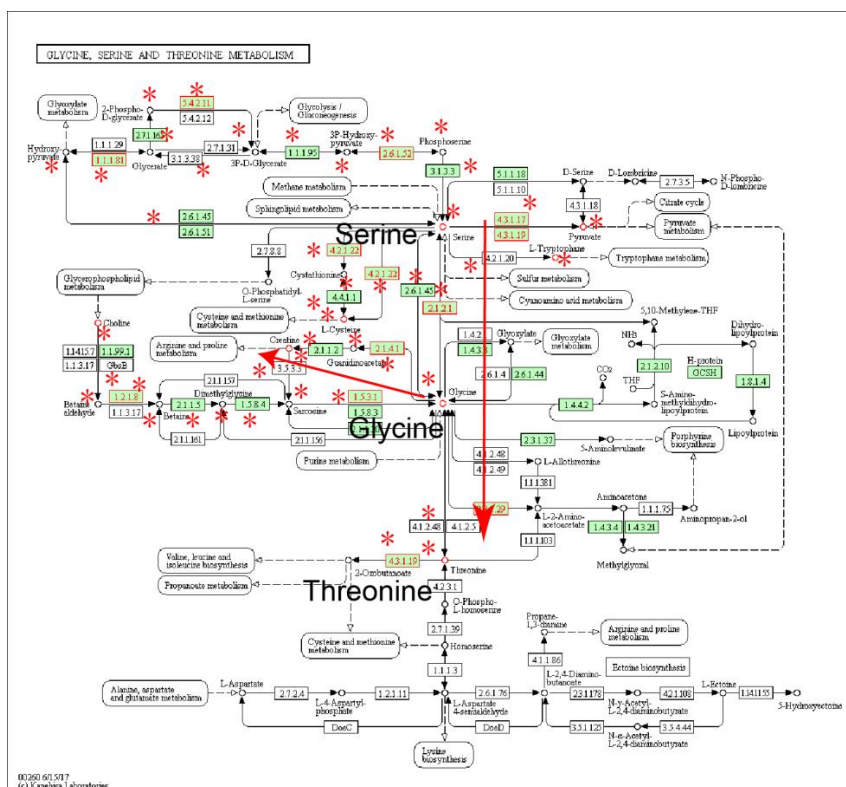 GLYCINE, SERINE AND THREONINE METABOLISM
Glyoxylate
metabolism
2-Phospho-
D-glycerate
5.4.2.11
5.4.2.12
Glycolysis /
Gluconeogenesis
2.7.1.165
Hydroxy-
pyruvate
1.1.1.29
1.1.1.81
Glycerate
2.7.1.31
3.1.3.38
3P-D-Glycerate
1.1.1.95
3P-Hydroxy-
pyruvate
2.6.1.52
Phosphoserine
3.1.3.3
Methane metabolism
Sphingolipid metabolism
5.1.1.18
5.1.1.10
D-Serine
D-Lombricine
2.7.3.5
N-Phospho-
D-lombricine
4.3.1.18
Citrate cycle
Pyruvate
metabolism
2.6.1.45
2.6.1.51
Serine
Serine
4.3.1.17
4.3.1.19
Pyruvate
L-Tryptophane
4.2.1.20
Tryptophane metabolism
2.7.8.8
4.2.1.22
Cystathionine
4.2.1.22
Glycerophospholipid
metabolism
O-Phosphatidyl-
L-serine
4.4.1.1
2.6.1.45
2.1.2.1
Sulfur metabolism
Cyanoamino acid metabolism
Cysteine and methionine
metabolism
L-Cysteine
Choline
Creatine
Arginine and proline
metabolism
2.1.1.2
2.1.4.1
Guanidinoacetate
3.5.3.3
1.14.15.7
1.1.99.1
1.1.3.17
GbsB
1.4.2.1
1.4.3.3
Glyoxylate
Glyoxylate
metabolism
2.6.1.4
2.6.1.44
5,10-Methylene-THF
NH3
Dihydro-
lipoylprotein
2.1.2.10
H-protein
GCSH
CO2
THF
1.8.1.4
1.4.4.2
S-Amino-
methyldihydro-
lipoylprotein
Lipoylprotein
Betaine
aldehyde
1.2.1.8
1.1.3.17
Betaine
2.1.1.157
Dimethylglycine
2.1.1.5
1.5.8.4
2.1.1.161
2.1.1.156
Sarcosine
1.5.3.1
1.5.8.3
Glycine
Glycine
Purine metabolism
2.3.1.37
5-Aminolevulinate
Porphyrine
biosynthesis
4.1.2.48
4.1.2.49
L-Allothreonine
1.1.1.381
L-2-Amino-
acetoacetate
Aminoacetone
1.1.1.75
Aminopropan-2-ol
1.4.3.4
1.4.3.21
Methylglyoxal
4.1.2.48
4.1.2.5
1.1.1.103
Valine, leucine and
isoleucine biosynthesis
4.3.1.19
2-Oxobutanoate
Threonine
Threonine
Propanoate metabolism
4.2.3.1
O-Phospho-
L-homoserine
2.7.1.39
Cysteine and methionine
metabolism
Homoserine
1.1.1.3
Propane-
1,3-diamine
Arginine and proline
metabolism
4.1.1.86
Ectoine biosynthesis
Alanine, aspartate
and glutamate metabolism
L-Aspartate
2.7.2.4
L-4-Aspartyl-
phosphate
1.2.1.11
L-Aspartate
4-semialdehyde
2.6.1.76
L-2,4-Diamino-
butanoate
2.3.1.178
N-γ-Acetyl-
L-2,4-diaminobutyrate
4.2.1.108
L-Ectoine
1.14.11.55
5-Hydroxyectoine
DoeC
DoeD
3.5.1.125
N-α-Acetyl-
L-2,4-diaminobutyrate
3.5.4.44
Lysine
biosynthesis
00260 6/15/17
(c) Kanehisa Laboratories